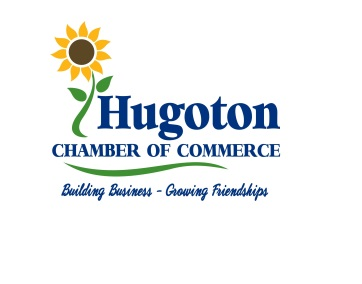 Hugoton
CHAMBER OF COMMERCE
Building Business - Growing Friendships